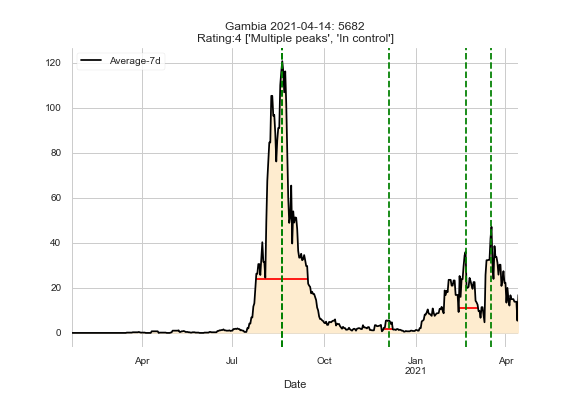 Gambia 2021-04-14: 5682
Rating:4 ['Multiple peaks', 'In control']
Average-7d
120
100
80
60
40
20
0
Apr Jul Oct Jan Apr
2021
Date